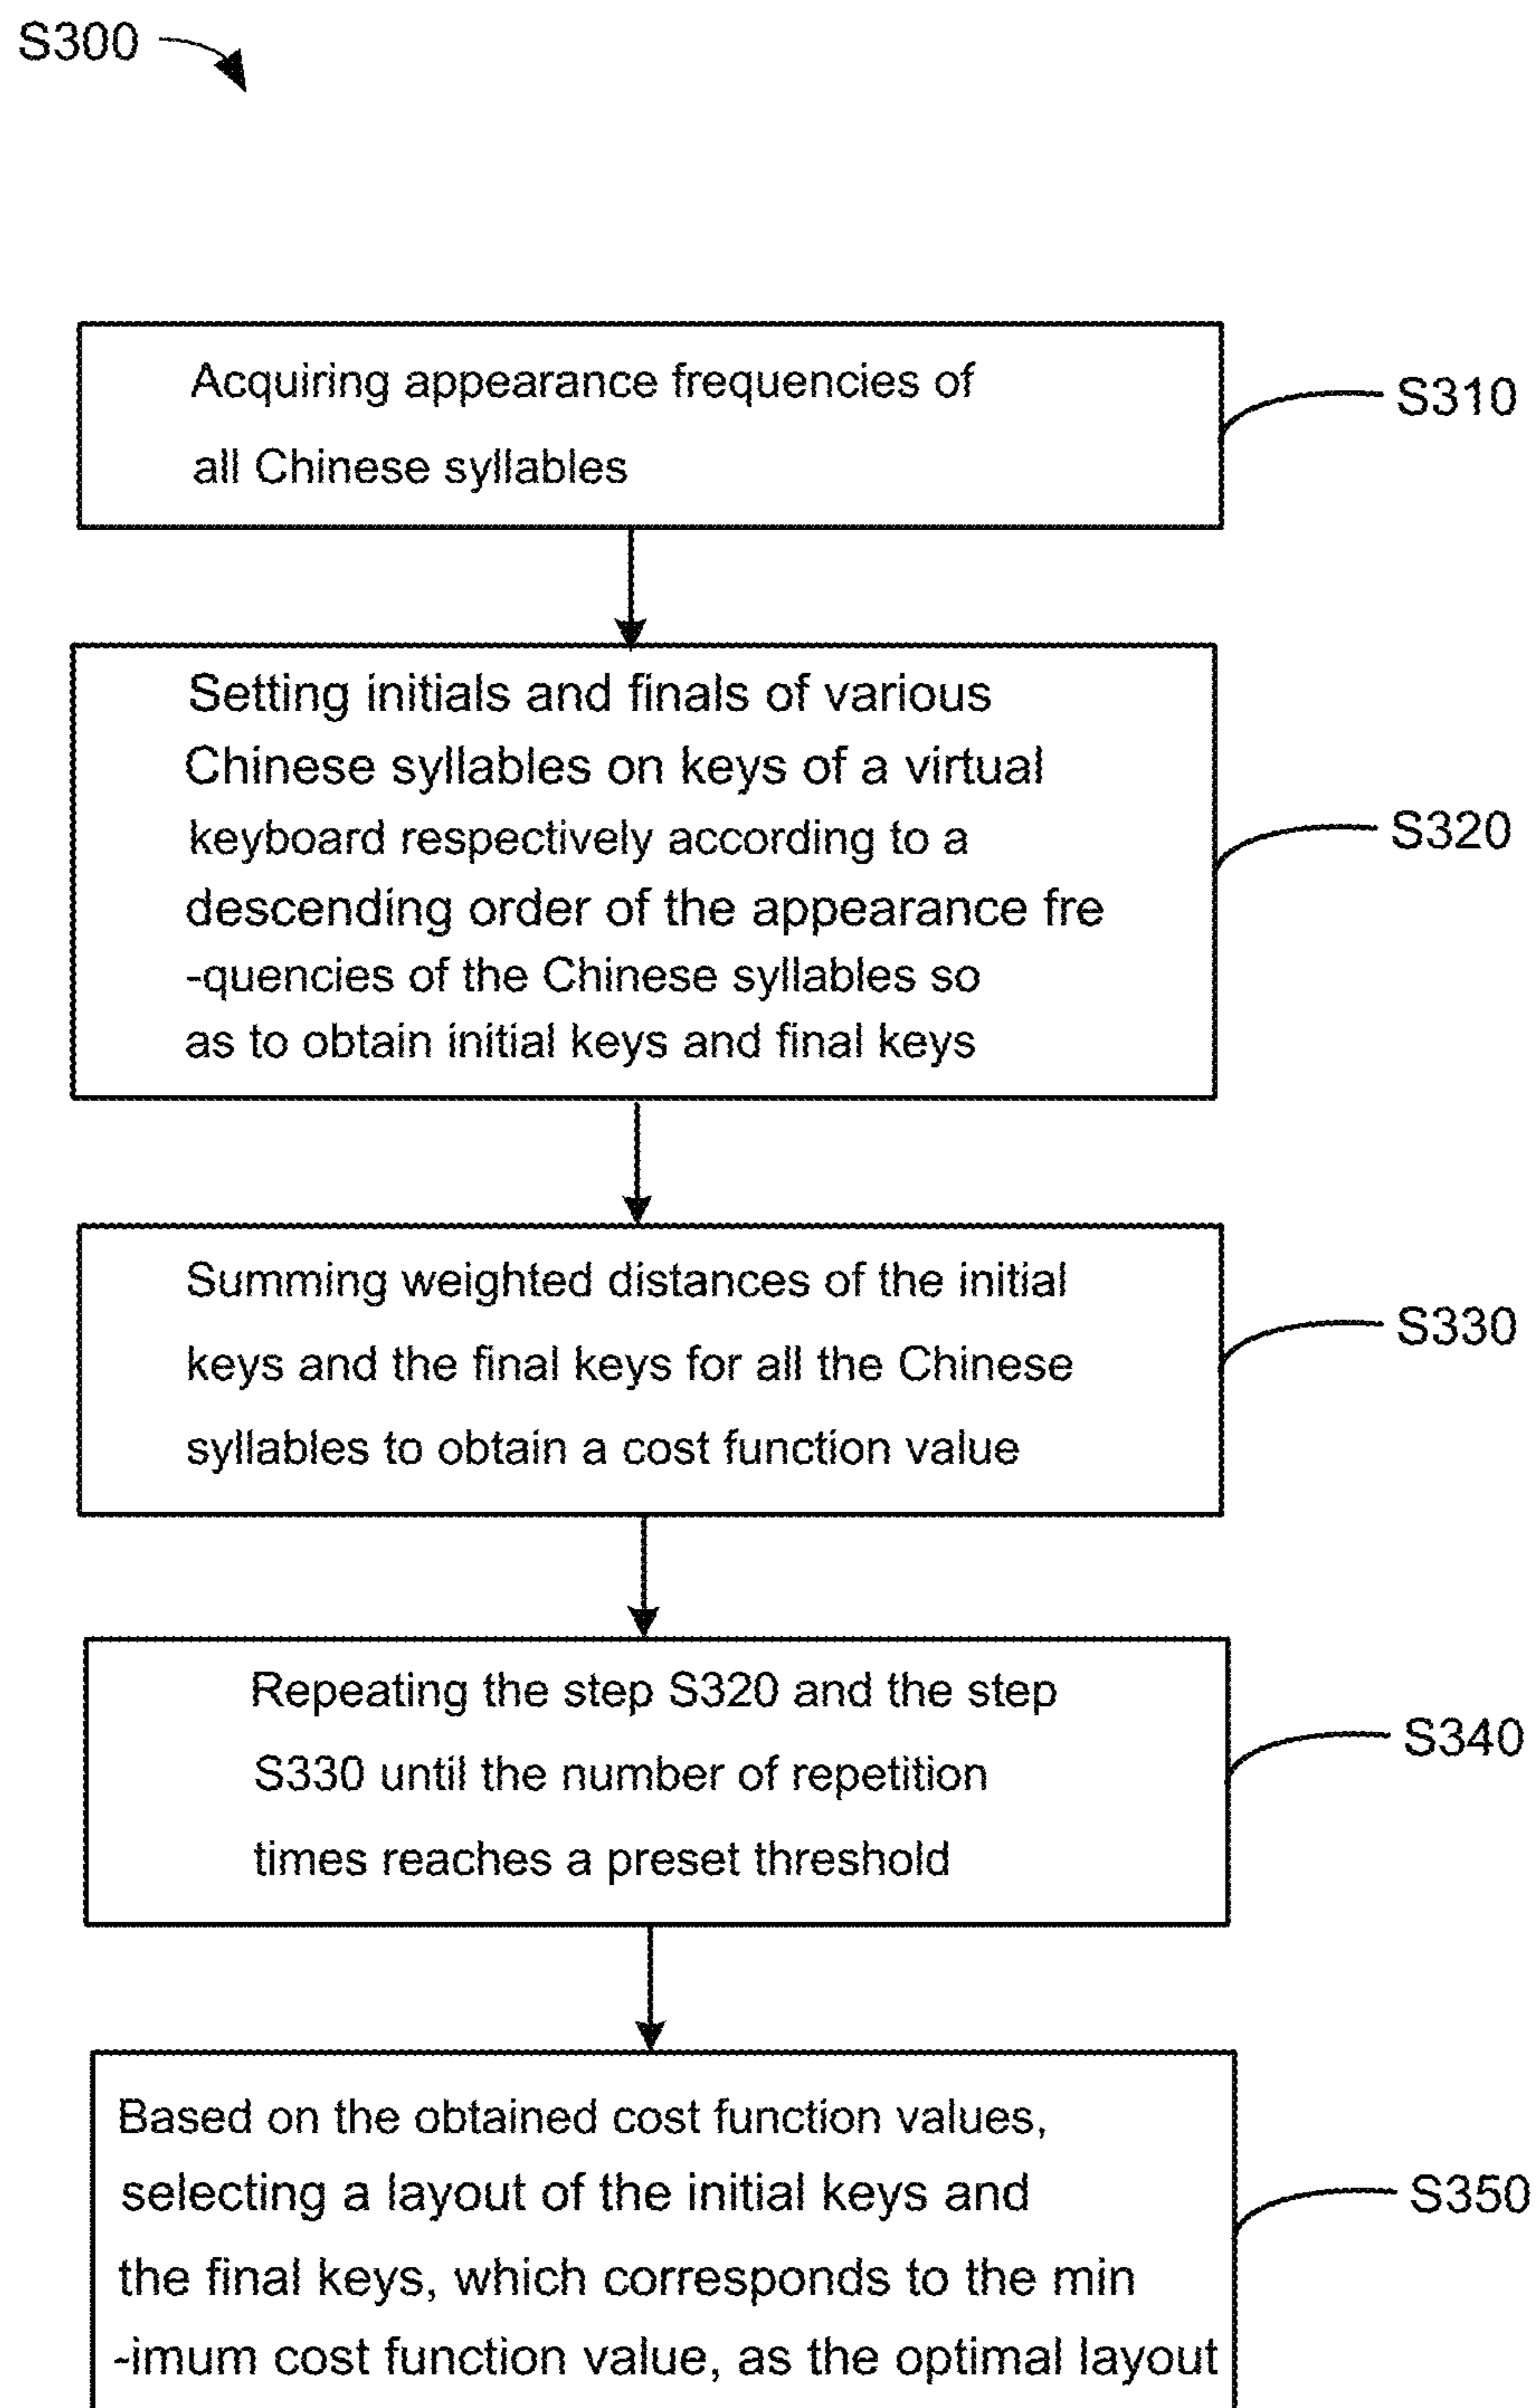 S300
Acquiring appearance frequencies of
all Chinese syllables
S310
Setting initials and finals of various
Chinese syllables on keys of a virtual
keyboard respectively according to a
descending order of the appearance fre
-quencies of the Chinese syllables so
as to obtain initial keys and final keys
S320
Summing weighted distances of the initial
keys and the final keys for all the Chinese
syllables to obtain a cost function value
S330
Repeating the step S320 and the step
S330 until the number of repetition
times reaches a preset threshold
S340
Based on the obtained cost function values,
selecting a layout of the initial keys and
the final keys, which corresponds to the min
-imum cost function value, as the optimal layout
S350